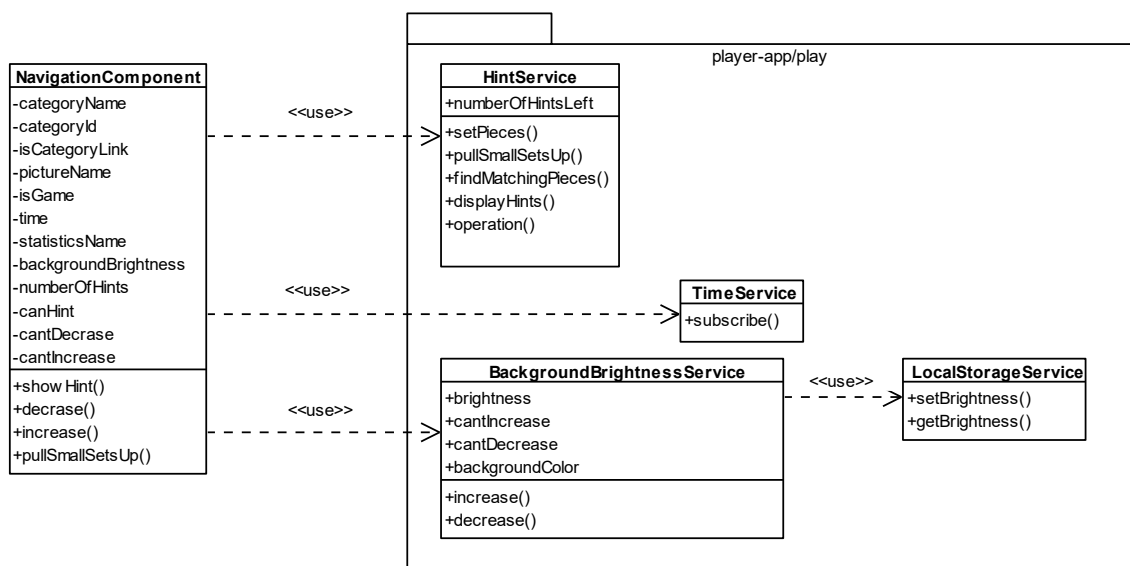 player-app/play
NavigationComponent
-categoryName
-categoryId
-isCategoryLink
-pictureName
-isGame
-time
-statisticsName
-backgroundBrightness
-numberOfHints
-canHint
-cantDecrase
-cantIncrease
+showHint()
+decrase()
+increase()
+pullSmallSetsUp()
<<use>>
HintService
+numberOfHintsLeft
+setPieces()
+pullSmallSetsUp()
+findMatchingPieces()
+displayHints()
+operation()
<<use>>
TimeService
+subscribe()
<<use>>
BackgroundBrightnessService
+brightness
+cantIncrease
+cantDecrease
+backgroundColor
+increase()
+decrease()
<<use>>
LocalStorageService
+setBrightness()
+getBrightness()